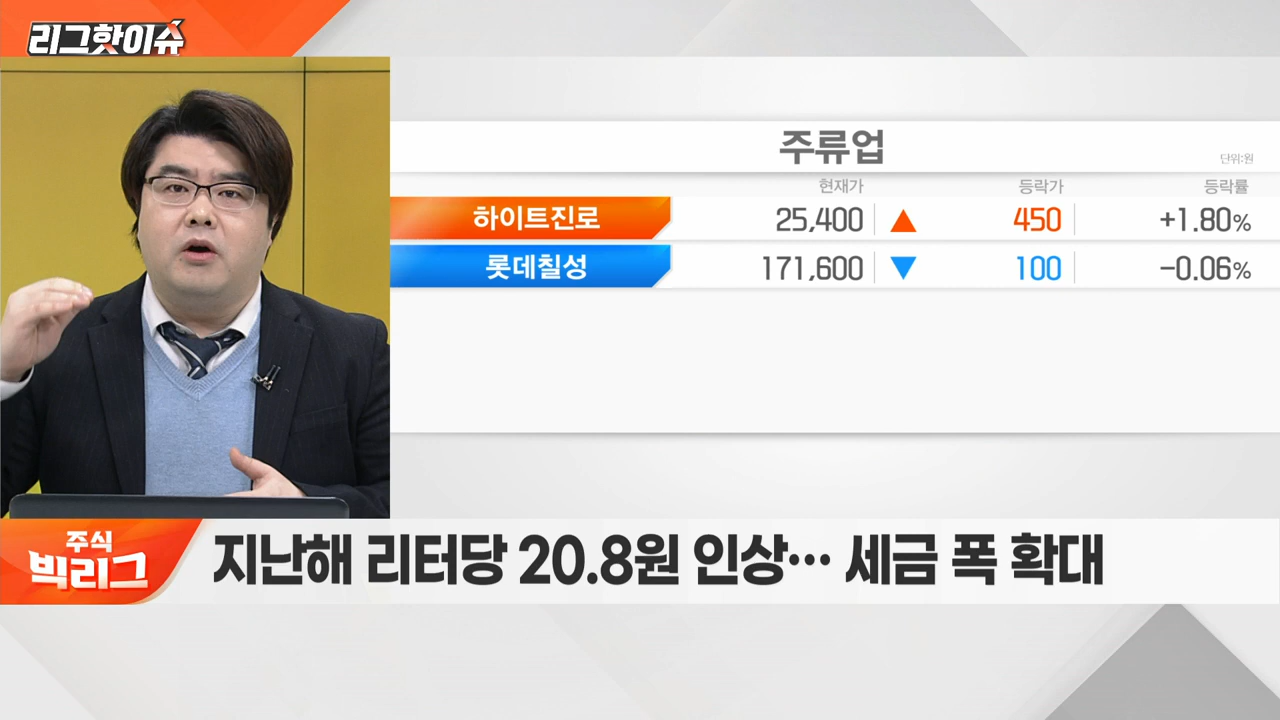 리그핫이슈
주류업
단위:원
현재가 등락가 등락률
하이트진로 25,400 ▲ 450 +1.80%
롯데칠성 171,600 ▼ 100 -0.06%
주식
빅리그
지난해 리터당 20.8원 인상… 세금 폭 확대